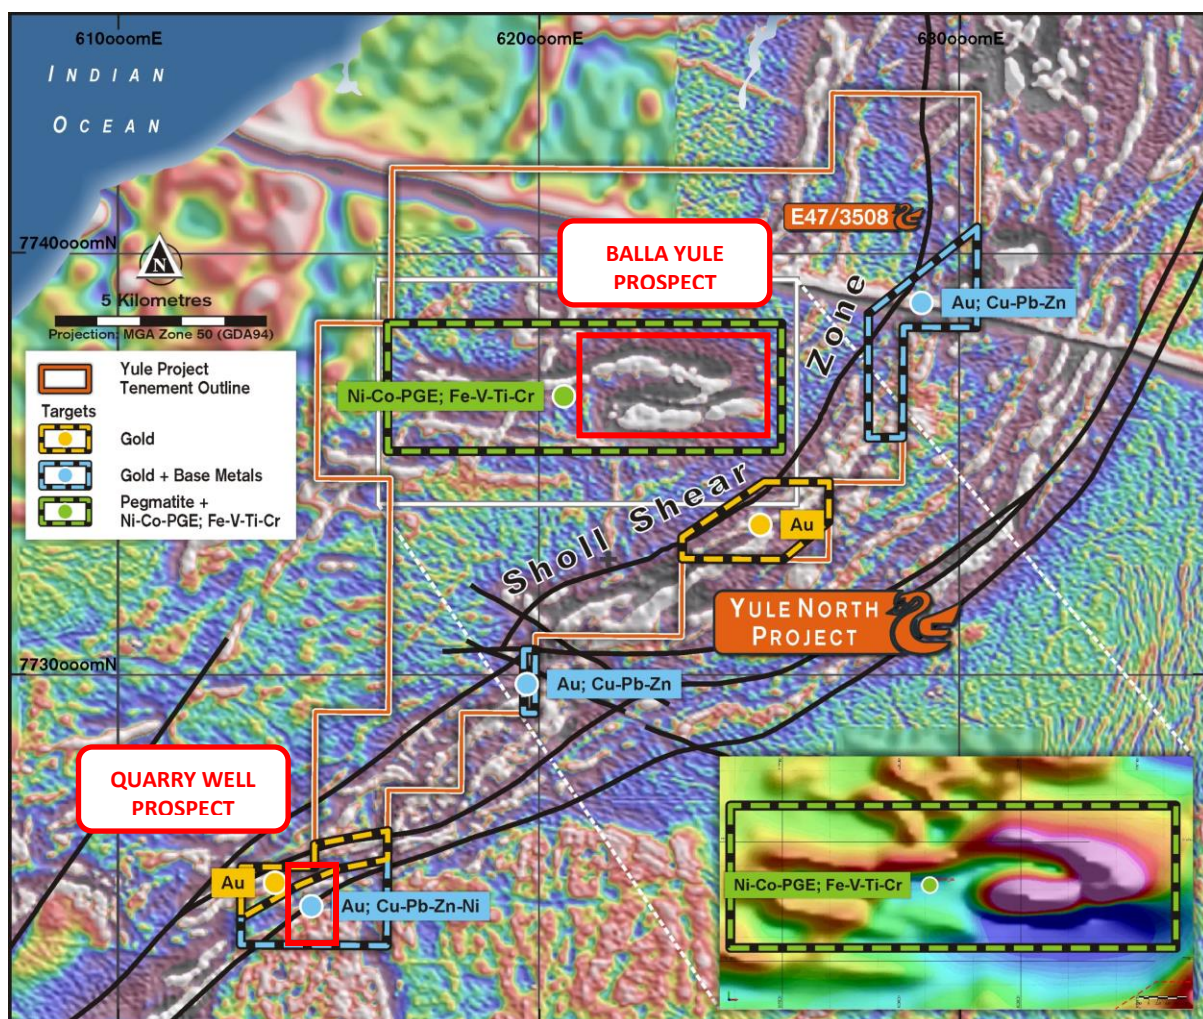 610000mE
620000mE
630000mE
INDIAN
OCEAN
E47/3508
7740000mN
BALLA YULE
PROSPECT
N
5 Kilometres
Projection: MGA Zone 50 (GDA94)
Au; Cu-Pb-Zn
Yule Project
Tenement Outline
Targets
Gold
Gold + Base Metals
Pegmatite +
Ni-Co-PGE; Fe-V-Ti-Cr
Ni-Co-PGE; Fe-V-Ti-Cr
Sholl Shear Zone
Au
YULE NORTH
PROJECT
7730000mN
Au; Cu-Pb-Zn
QUARRY WELL
PROSPECT
Au
Au; Cu-Pb-Zn-Ni
Ni-Co-PGE; Fe-V-Ti-Cr